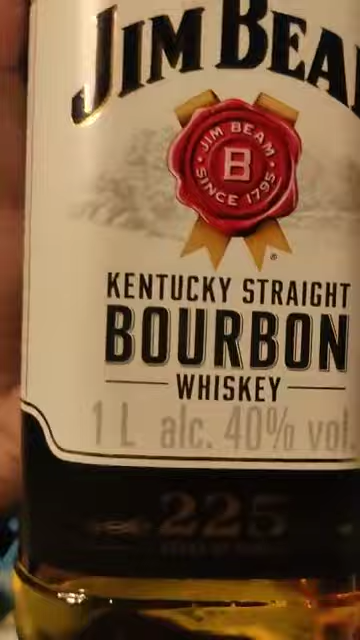 JIM BEA
JIM BEAM
B
SINCE 1795
®
KENTUCKY STRAIGHT
BOURBON
WHISKEY
1 L alc. 40% vol.
225